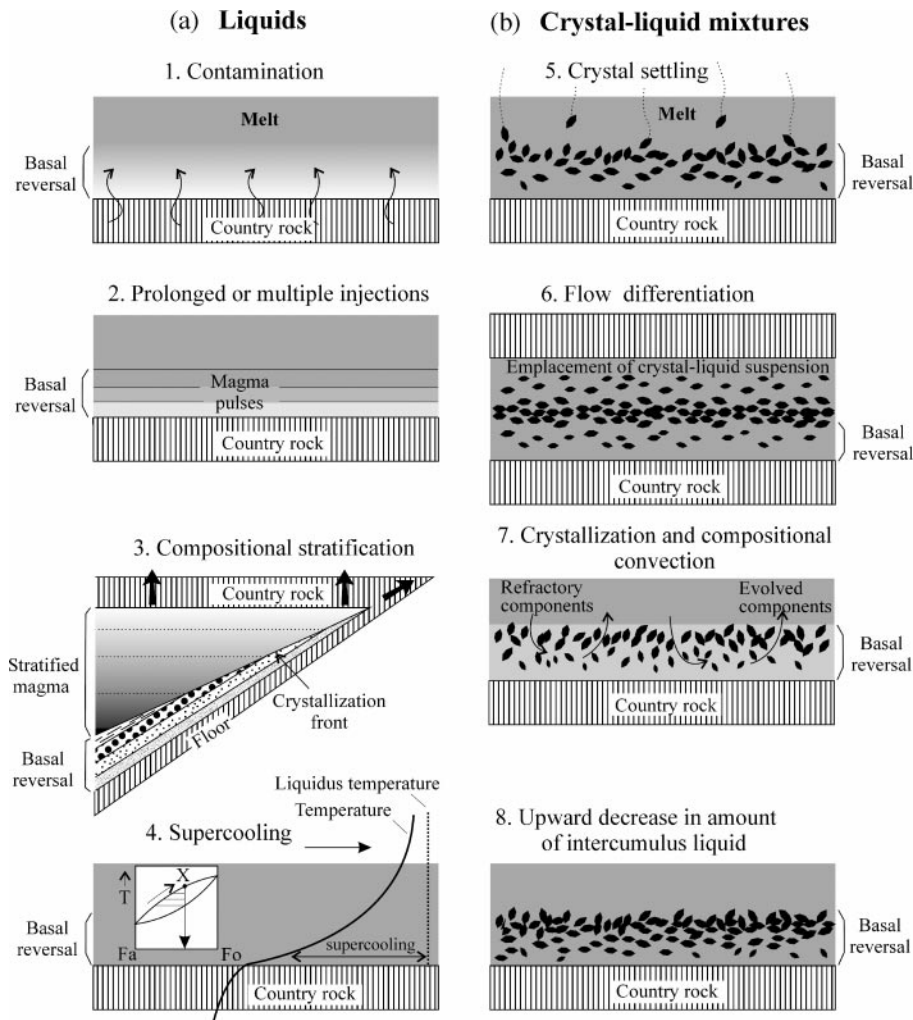 (a) Liquids
1. Contamination
Melt
Basal
reversal
Country rock
2. Prolonged or multiple injections
Basal
reversal
Magma
pulses
Country rock
3. Compositional stratification
Country rock
Stratified
magma
Crystallization
front
Floor
Basal
reversal
Liquidus temperature
Temperature
4. Supercooling
X
T
Basal
reversal
Fa
Fo
supercooling
Country rock
(b) Crystal-liquid mixtures
5. Crystal settling
Melt
Basal
reversal
Country rock
6. Flow differentiation
Emplacement of crystal-liquid suspension
Basal
reversal
Country rock
7. Crystallization and compositional
convection
Refractory
components
Evolved
components
Basal
reversal
Country rock
8. Upward decrease in amount
of intercumulus liquid
Basal
reversal
Country rock